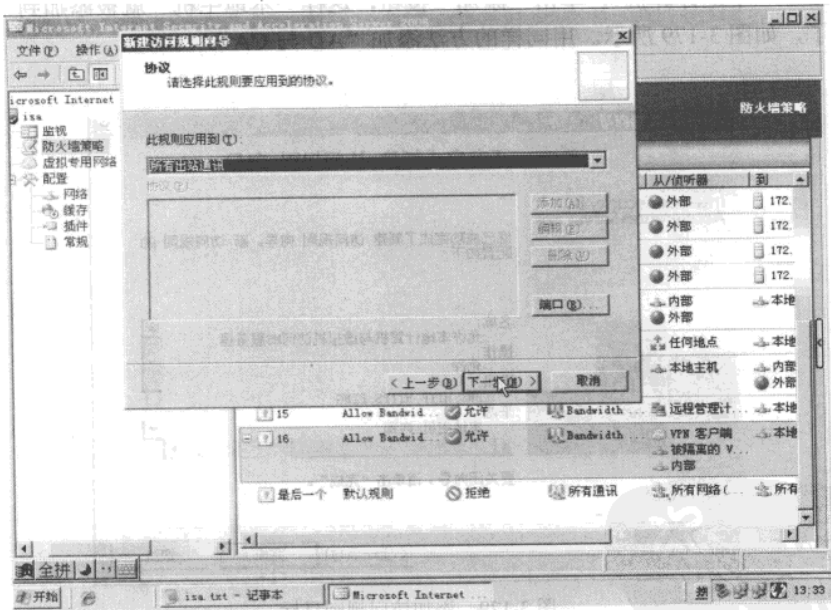 Microsoft Internet Security and Acceleration Server 2006
文件(F) 操作(A)
新建访问规则向导
协议
请选择此规则要应用到的协议。
此规则应用到(T):
所有出站通讯
协议(P)
添加(A)...
编辑(E)...
删除(V)
端口(R)...
<上一步(B)
下一步(N)>
取消
icrosoft Internet
isa
监视
防火墙策略
虚拟专用网络
配置
网络
缓存
插件
常规
防火墙策略
从/侦听器 到
外部 172.
外部 172.
外部 172.
外部 172.
内部 本地
外部
任何地点 本地
本地主机 内部
外部
15 Allow Bandwid... 允许 Bandwidth ... 远程管理计... 本地
16 Allow Bandwid... 允许 Bandwidth ... VPN 客户端 本地
被隔离的 V...
内部
最后一个 默认规则 拒绝 所有通讯 所有网络(... 所有
全拼
开始
isa.txt - 记事本
Microsoft Internet ...
13:33